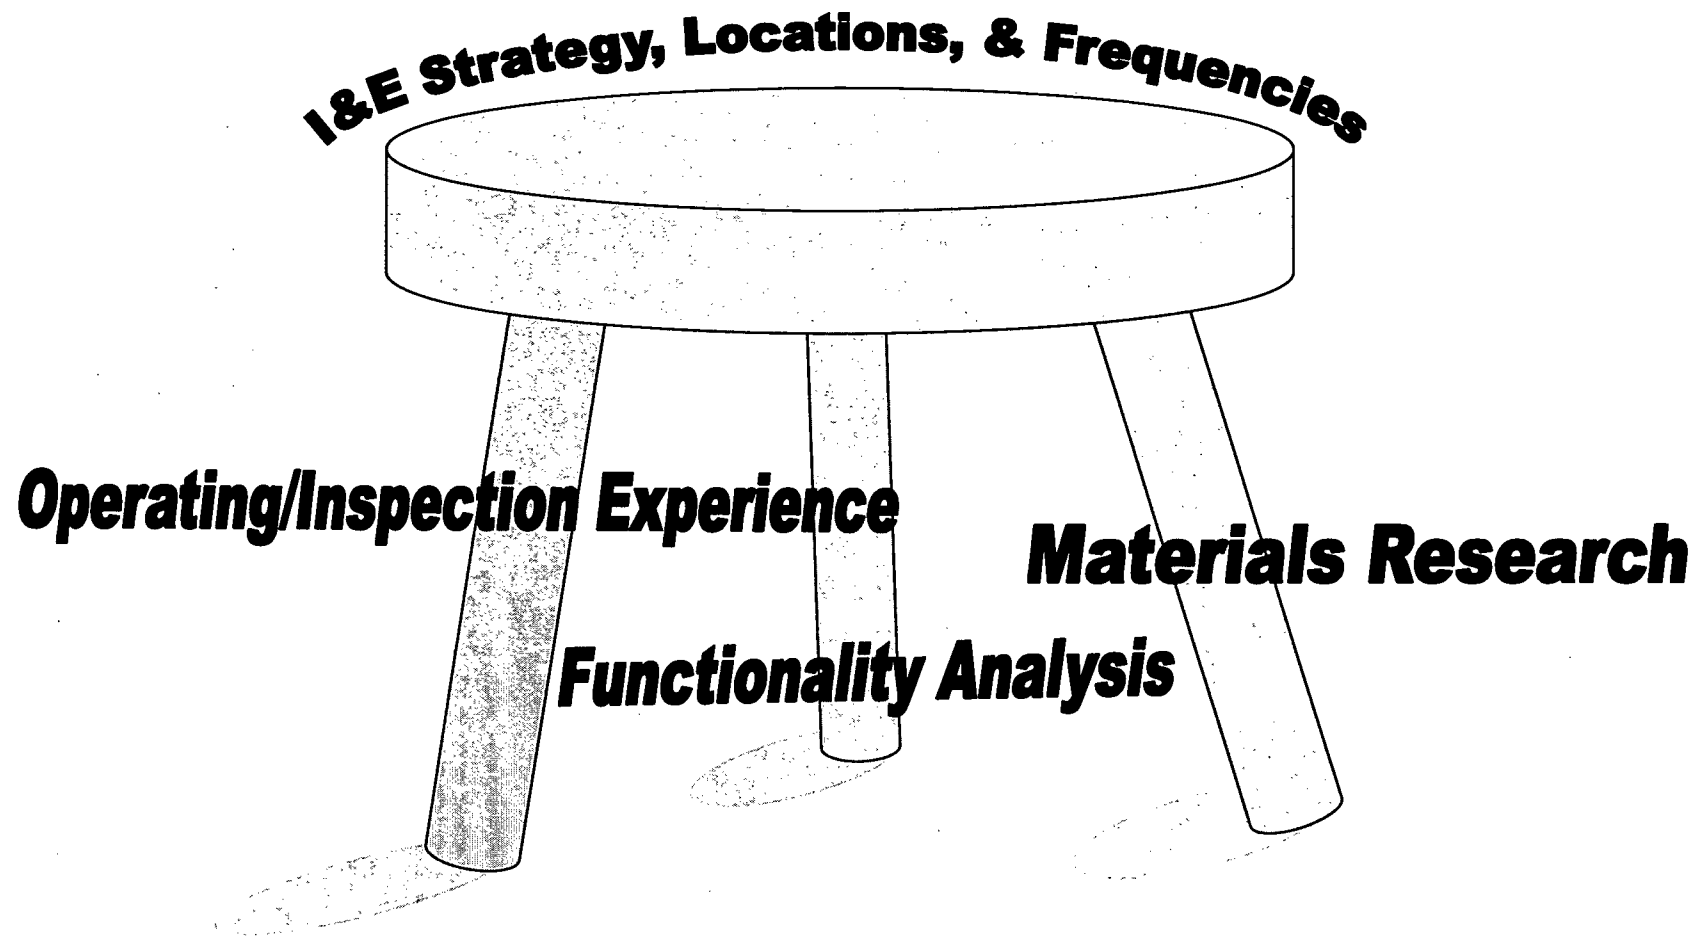 I&E Strategy, Locations, & Frequencies
Operating/Inspection Experience
Materials Research
Functionality Analysis